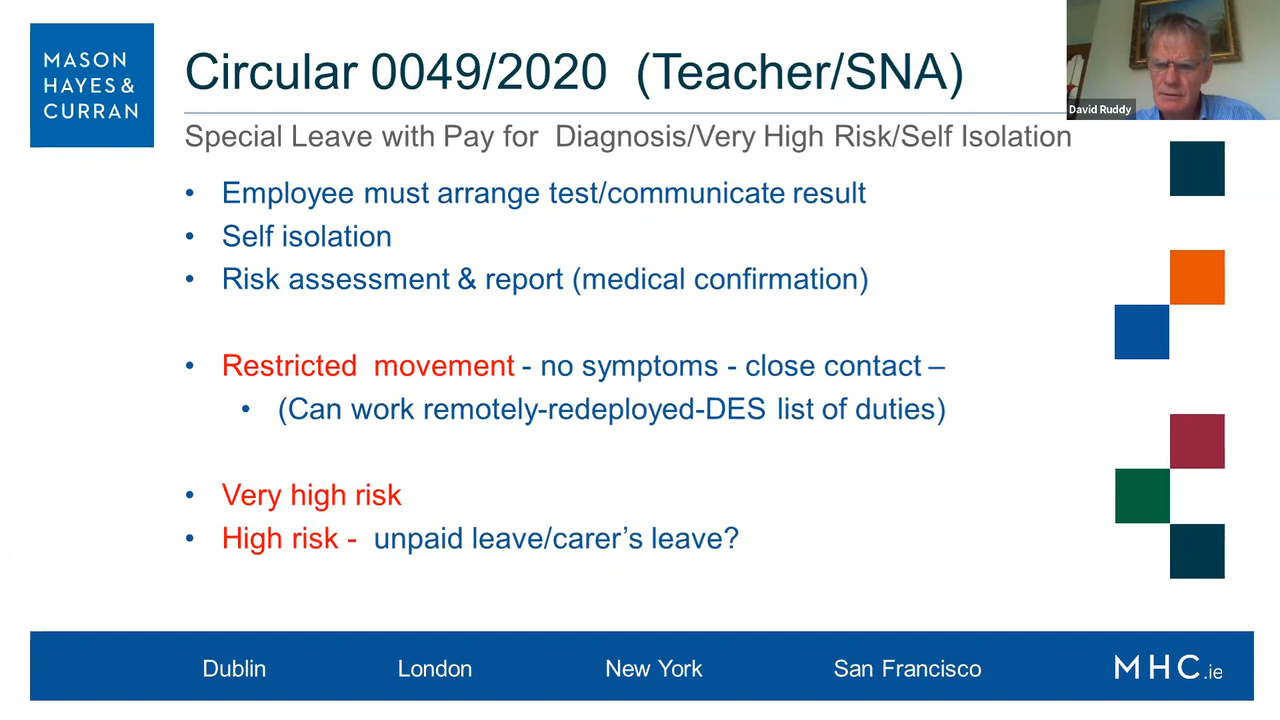 MASON
HAYES &
CURRAN
Circular 0049/2020 (Teacher/SNA)
David Ruddy
Special Leave with Pay for Diagnosis/Very High Risk/Self Isolation
• Employee must arrange test/communicate result
• Self isolation
• Risk assessment & report (medical confirmation)
• Restricted movement - no symptoms - close contact –
• (Can work remotely-redeployed-DES list of duties)
• Very high risk
• High risk - unpaid leave/carer’s leave?
Dublin London New York San Francisco MHC.ie